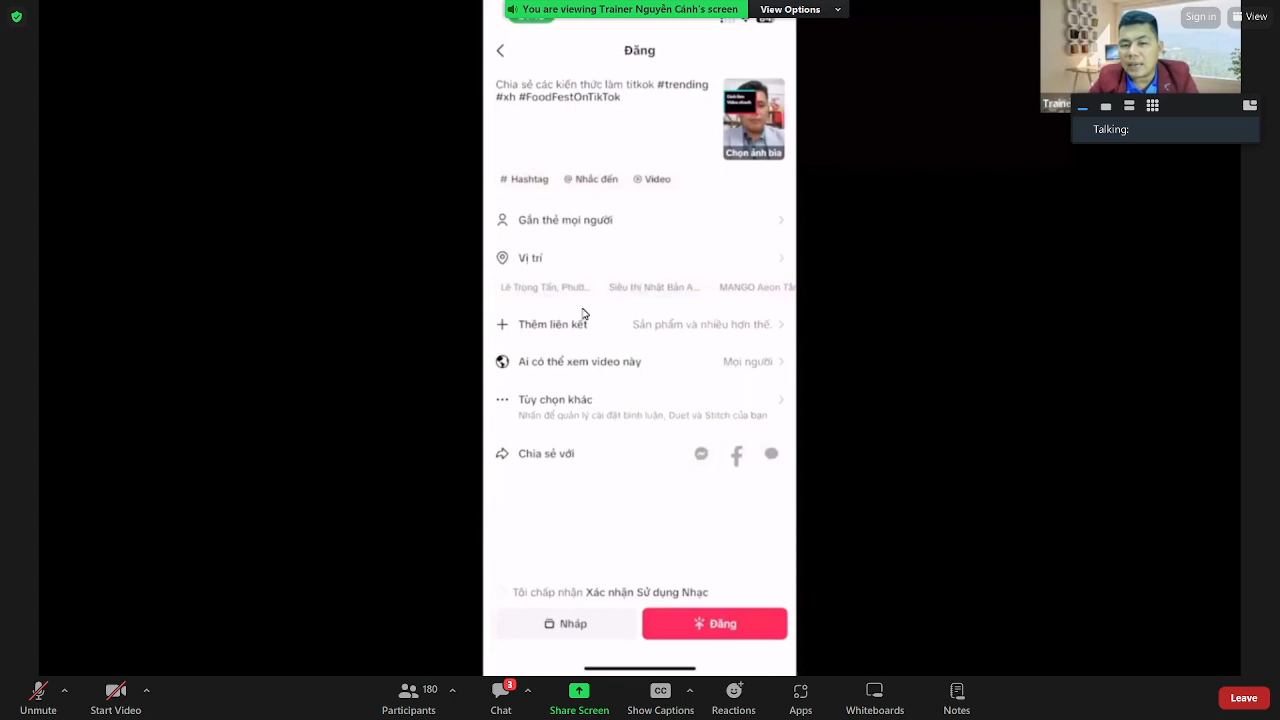 You are viewing Trainer Nguyễn Cảnh's screen
View Options
Sign in
View
Talking:
Đăng
Chia sẻ các kiến thức làm titkok #trending
#xh #FoodFestOnTikTok
Chọn ảnh bìa
# Hashtag
@ Nhắc đến
Video
Gắn thẻ mọi người
Vị trí
Lê Trọng Tấn, Phườ...
Siêu thị Nhật Bản A...
MANGO Aeon Tâ
Thêm liên kết
Sản phẩm và nhiều hơn thế.
Ai có thể xem video này
Mọi người
Tùy chọn khác
Nhấn để quản lý cài đặt bình luận, Duet và Stitch của bạn
Chia sẻ với
Tôi chấp nhận Xác nhận Sử dụng Nhạc
Nháp
Đăng
Unmute
Start Video
180
Participants
3
Chat
Share Screen
CC
Show Captions
Reactions
Apps
Whiteboards
Notes
Leave